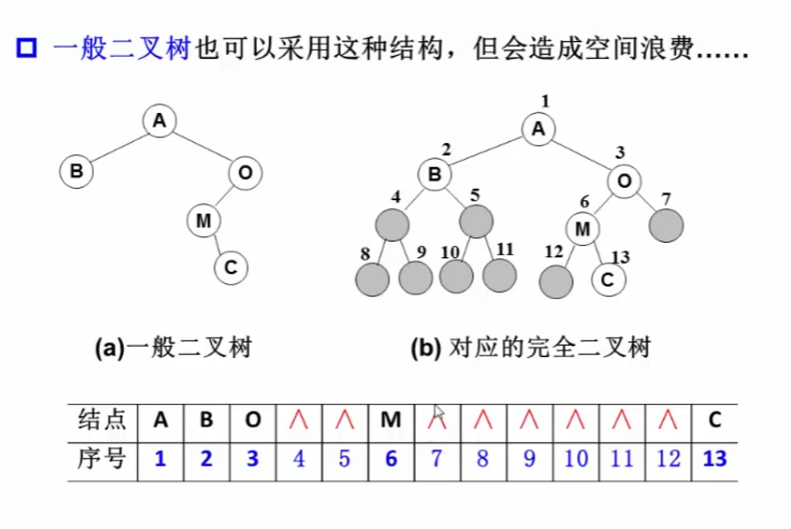 一般二叉树也可以采用这种结构，但会造成空间浪费……
A
B
O
M
C
1
A
2
3
B
O
4
5
6
7
M
8
9
10
11
12
13
C
(a)一般二叉树
(b) 对应的完全二叉树
结点 A B O ∧ ∧ M ∧ ∧ ∧ ∧ ∧ ∧ C
序号 1 2 3 4 5 6 7 8 9 10 11 12 13